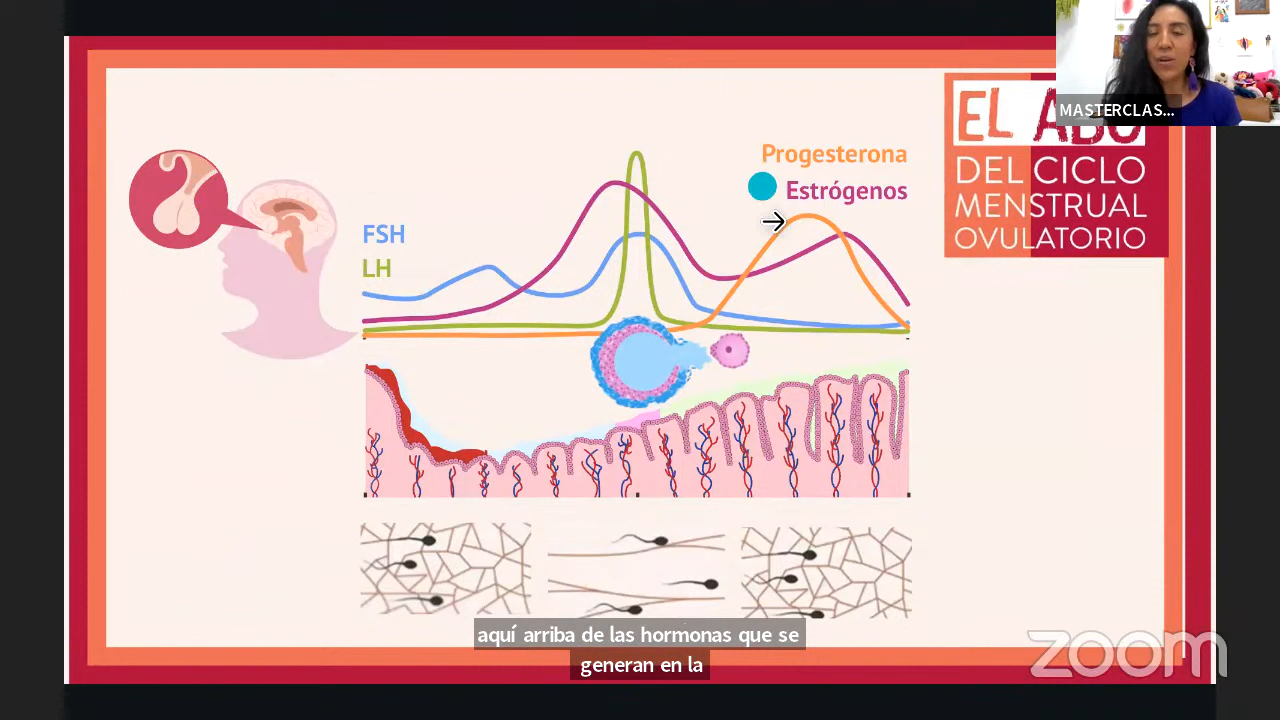 MASTERCLAS...
EL ABC
DEL CICLO
MENSTRUAL
OVULATORIO
Progesterona
Estrógenos
FSH
LH
aquí arriba de las hormonas que se
generan en la
zoom